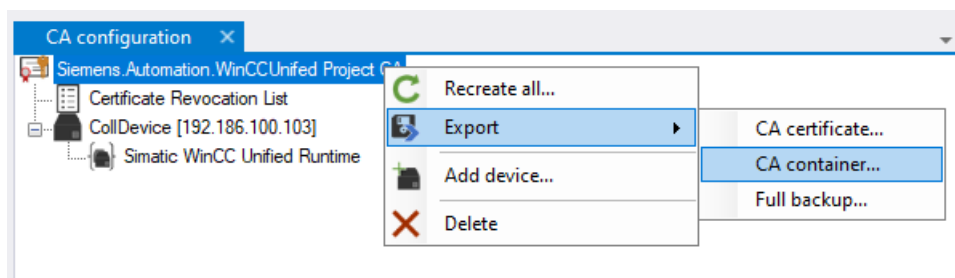 CA configuration
Siemens.Automation.WinCCUnifed Project CA
Certificate Revocation List
CollDevice [192.186.100.103]
Simatic WinCC Unified Runtime
Recreate all...
Export
Add device...
Delete
CA certificate...
CA container...
Full backup...